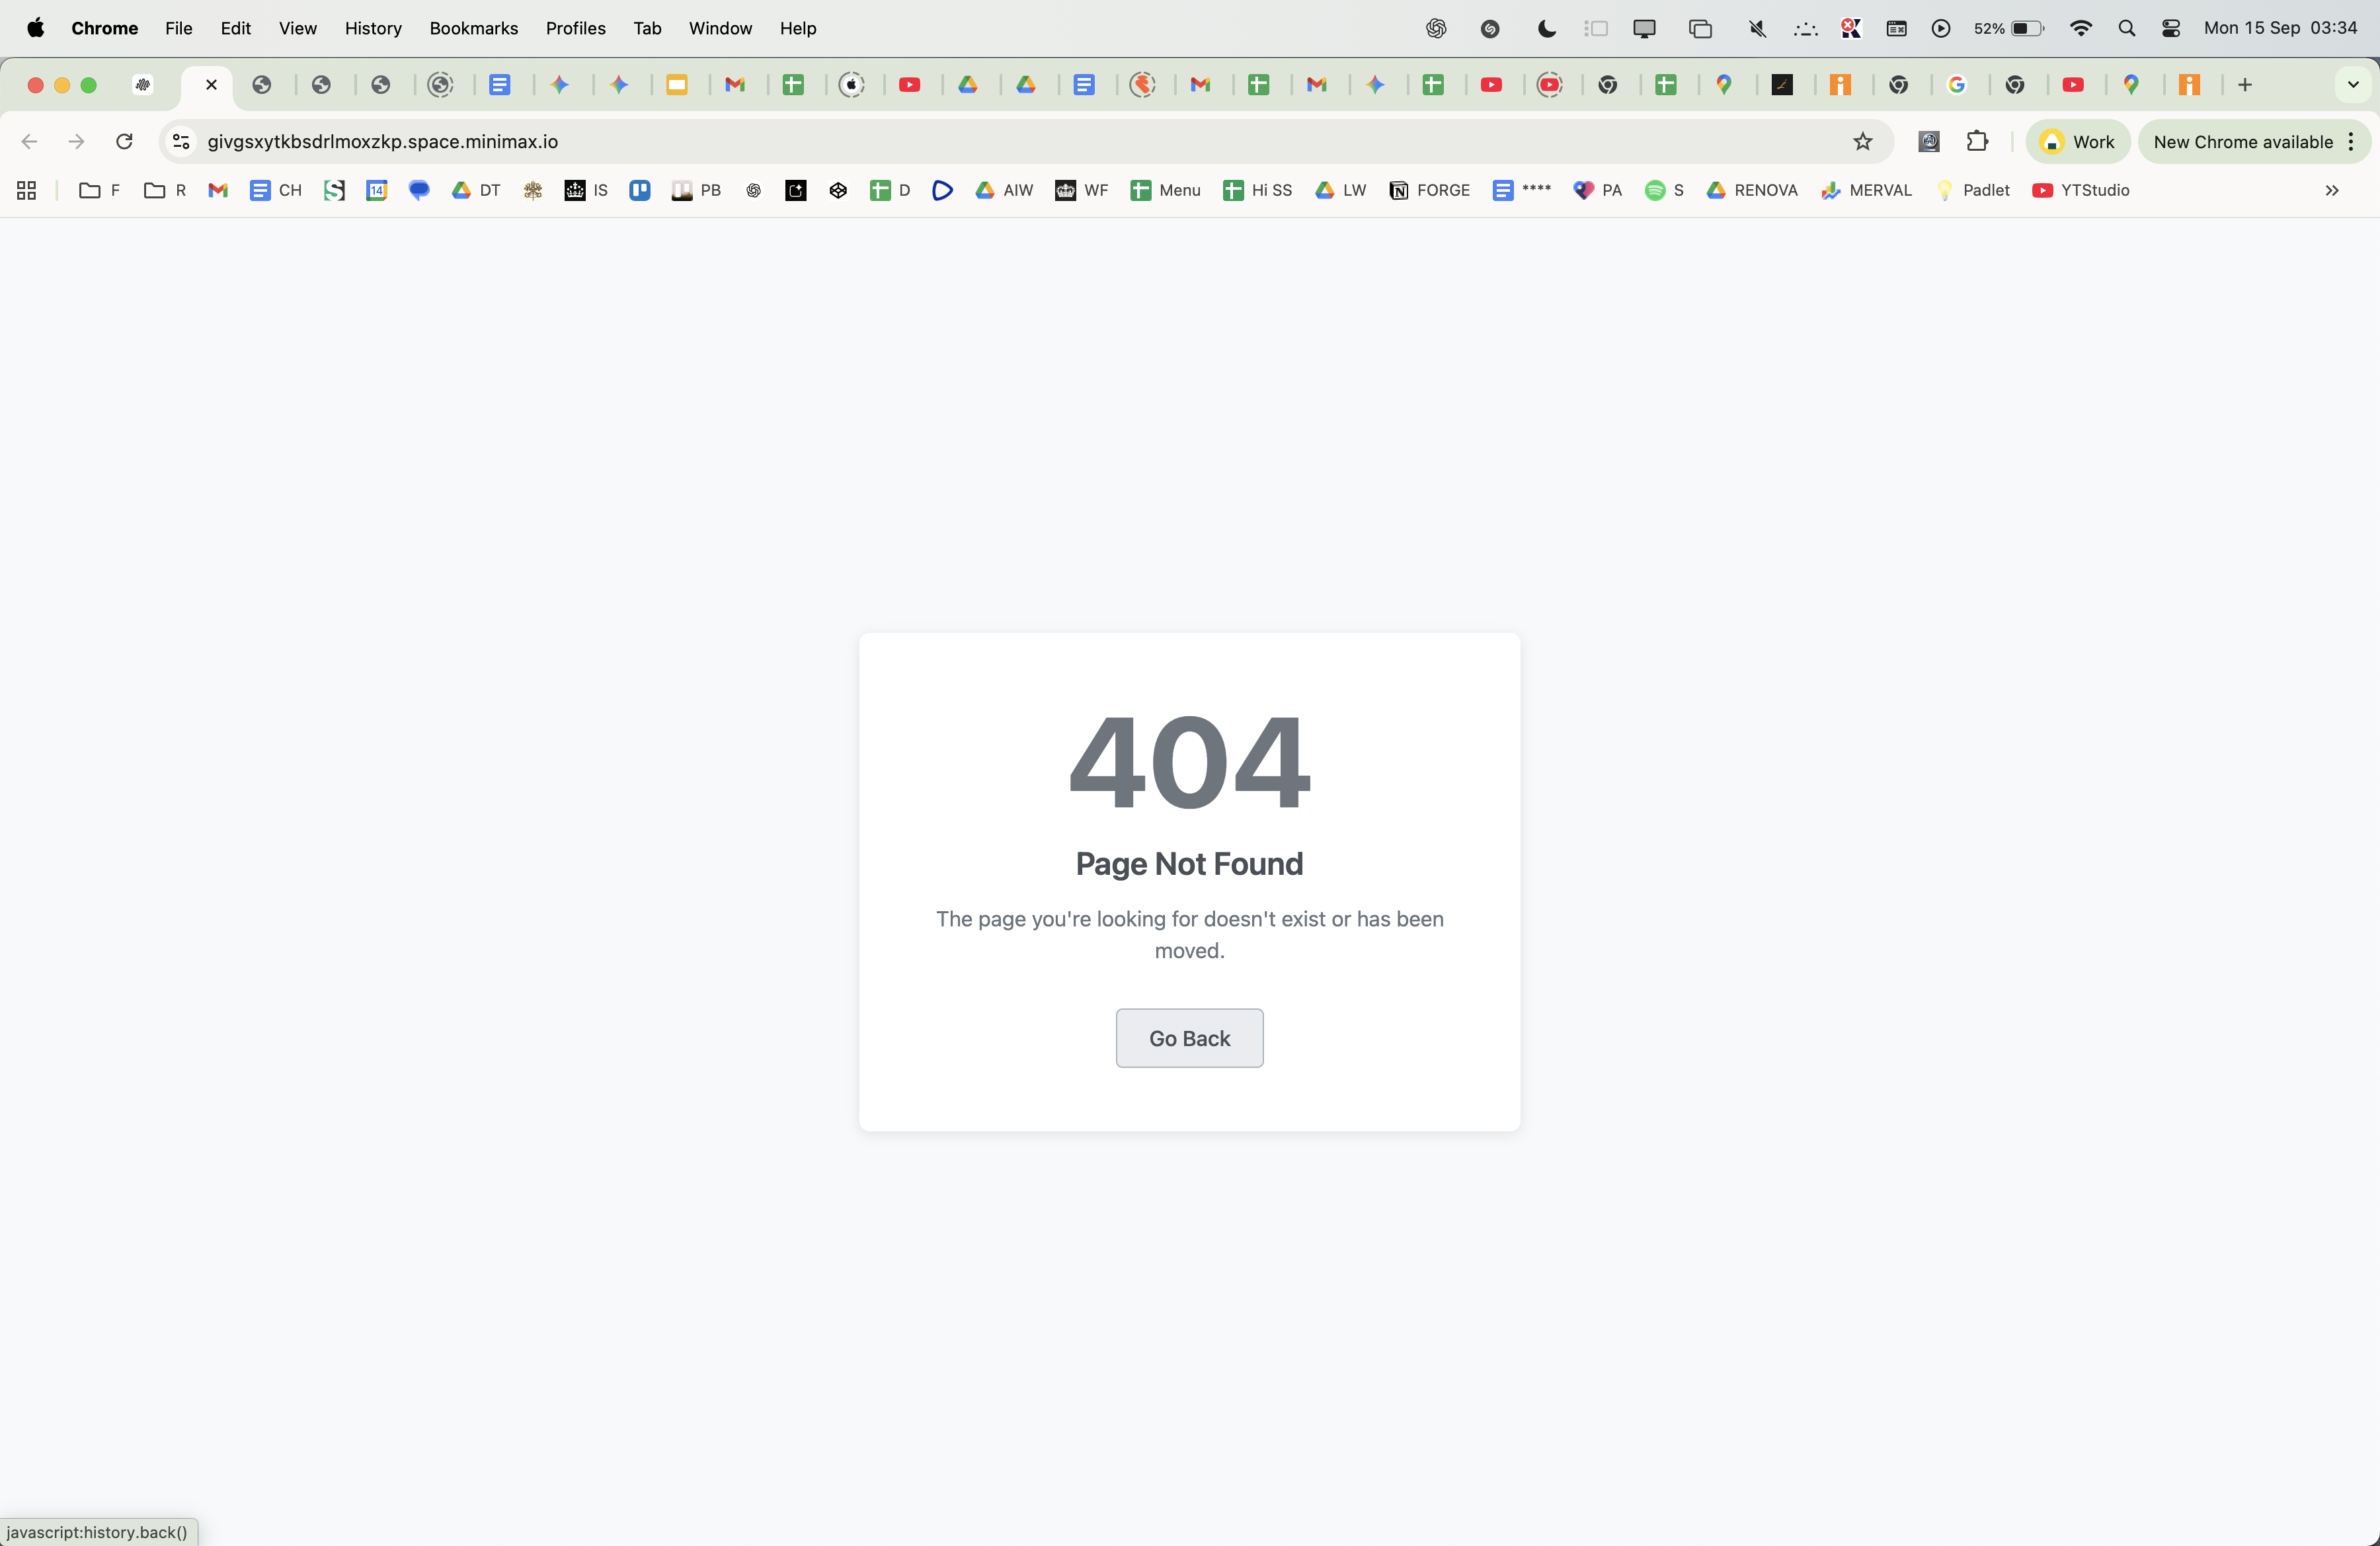 Chrome File Edit View History Bookmarks Profiles Tab Window Help 52% Mon 15 Sep 03:34
givgsxytkbsdrlmoxzkp.space.minimax.io Work New Chrome available
F R CH 14 DT IS PB D AIW WF Menu Hi SS LW FORGE **** PA S RENOVA MERVAL Padlet YTStudio
404
Page Not Found
The page you're looking for doesn't exist or has been
moved.
Go Back
javascript:history.back()